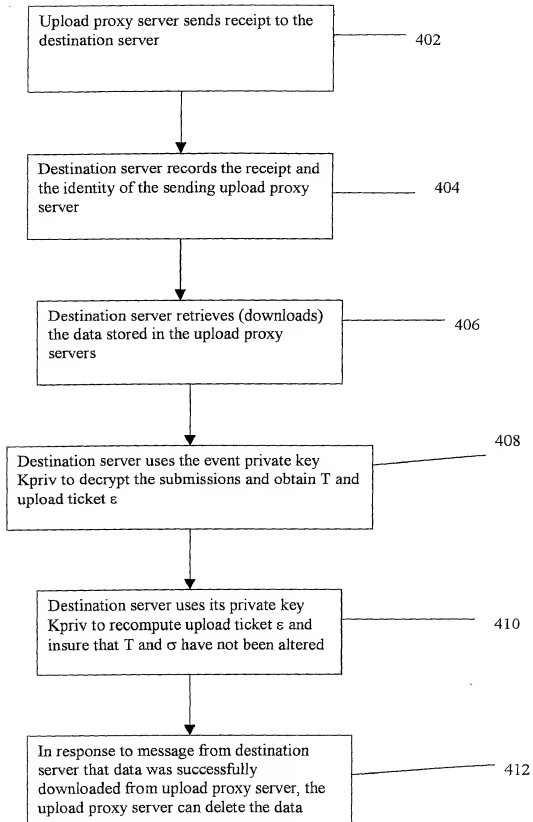 Upload proxy server sends receipt to the
destination server
402
Destination server records the receipt and
the identity of the sending upload proxy
server
404
Destination server retrieves (downloads)
the data stored in the upload proxy
servers
406
408
Destination server uses the event private key
Kpriv to decrypt the submissions and obtain T and
upload ticket ε
Destination server uses its private key
Kpriv to recompute upload ticket ε and
insure that T and σ have not been altered
410
In response to message from destination
server that data was successfully
downloaded from upload proxy server, the
upload proxy server can delete the data
412